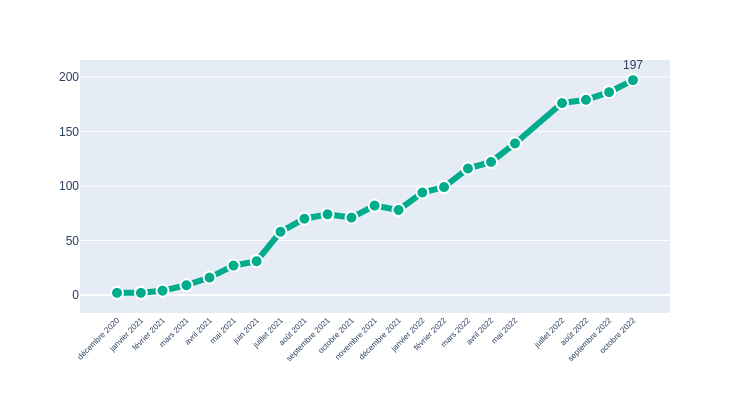 197
200
150
100
50
0
décembre 2020
janvier 2021
février 2021
mars 2021
avril 2021
mai 2021
juin 2021
juillet 2021
août 2021
septembre 2021
octobre 2021
novembre 2021
décembre 2021
janvier 2022
février 2022
mars 2022
avril 2022
mai 2022
juillet 2022
août 2022
septembre 2022
octobre 2022